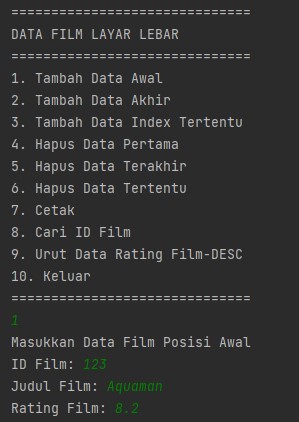 ==============================
DATA FILM LAYAR LEBAR
==============================
1. Tambah Data Awal
2. Tambah Data Akhir
3. Tambah Data Index Tertentu
4. Hapus Data Pertama
5. Hapus Data Terakhir
6. Hapus Data Tertentu
7. Cetak
8. Cari ID Film
9. Urut Data Rating Film-DESC
10. Keluar
==============================
1
Masukkan Data Film Posisi Awal
ID Film: 123
Judul Film: Aquaman
Rating Film: 8.2